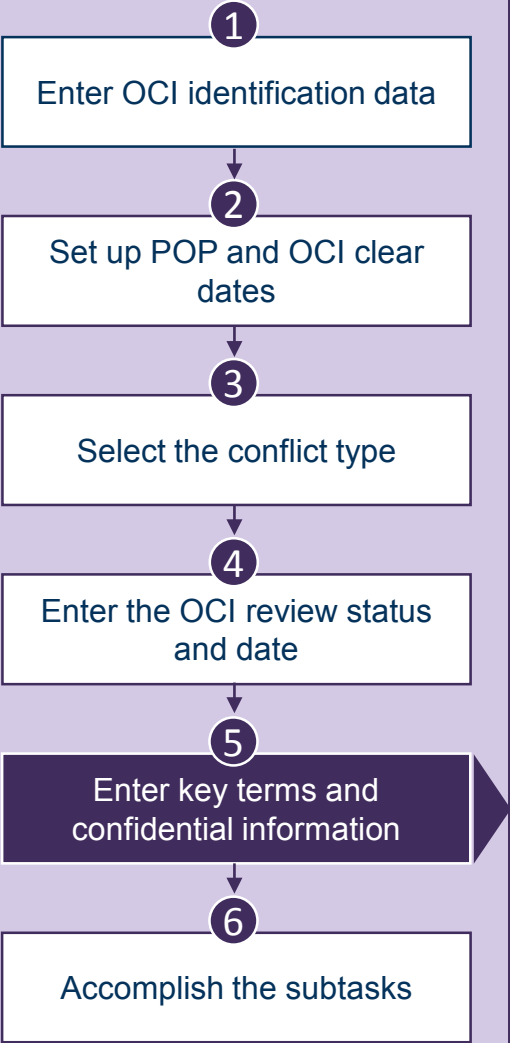 1
Enter OCI identification data
2
Set up POP and OCI clear
dates
3
Select the conflict type
4
Enter the OCI review status
and date
5
Enter key terms and
confidential information
6
Accomplish the subtasks